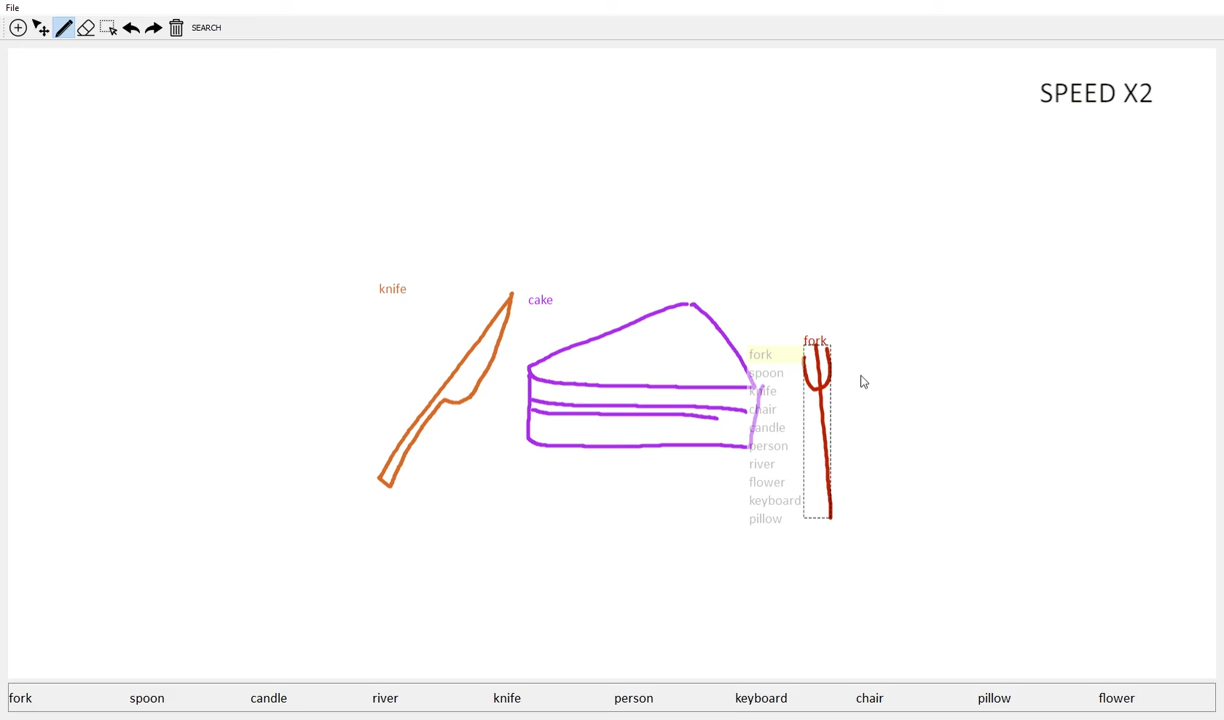 File
SEARCH
SPEED X2
knife
cake
fork
fork
spoon
knife
chair
candle
person
river
flower
keyboard
pillow
fork spoon candle river knife person keyboard chair pillow flower